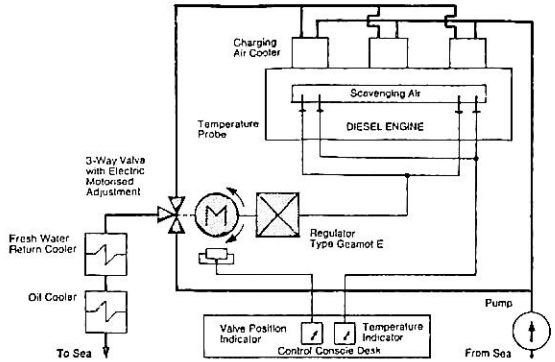 Charging
Air Cooler
Scavenging Air
Temperature
Probe
DIESEL ENGINE
3-Way Valve
with Electric
Motorised
Adjustment
M
Regulator
Type Geamot E
Fresh Water
Return Cooler
Oil Cooler
Pump
Valve Position
Indicator
Temperature
Indicator
Control Console Desk
To Sea
From Sea